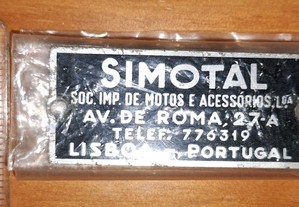 SIMOTAL
SOC. IMP. DE MOTOS E ACESSÓRIOS, LDA
AV. DE ROMA, 27-A
TELEF. 776319
LISBOA - PORTUGAL